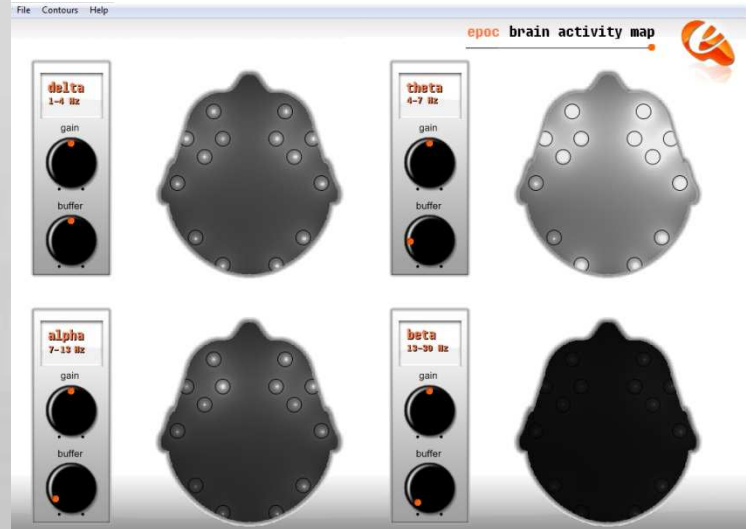 File Contours Help
epoc brain activity map
delta
1-4 Hz
gain
buffer
theta
4-7 Hz
gain
buffer
alpha
7-13 Hz
gain
buffer
beta
13-30 Hz
gain
buffer